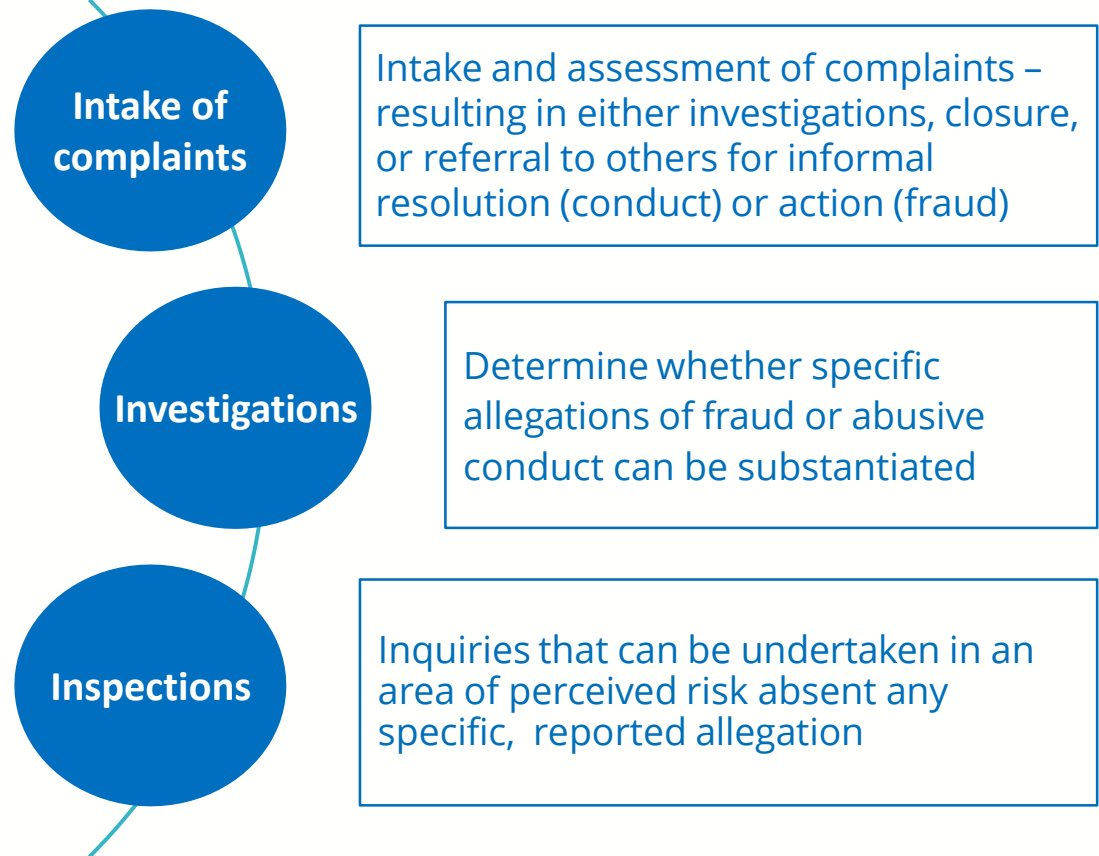 Intake of
complaints
Intake and assessment of complaints –
resulting in either investigations, closure,
or referral to others for informal
resolution (conduct) or action (fraud)
Investigations
Determine whether specific
allegations of fraud or abusive
conduct can be substantiated
Inspections
Inquiries that can be undertaken in an
area of perceived risk absent any
specific,  reported allegation